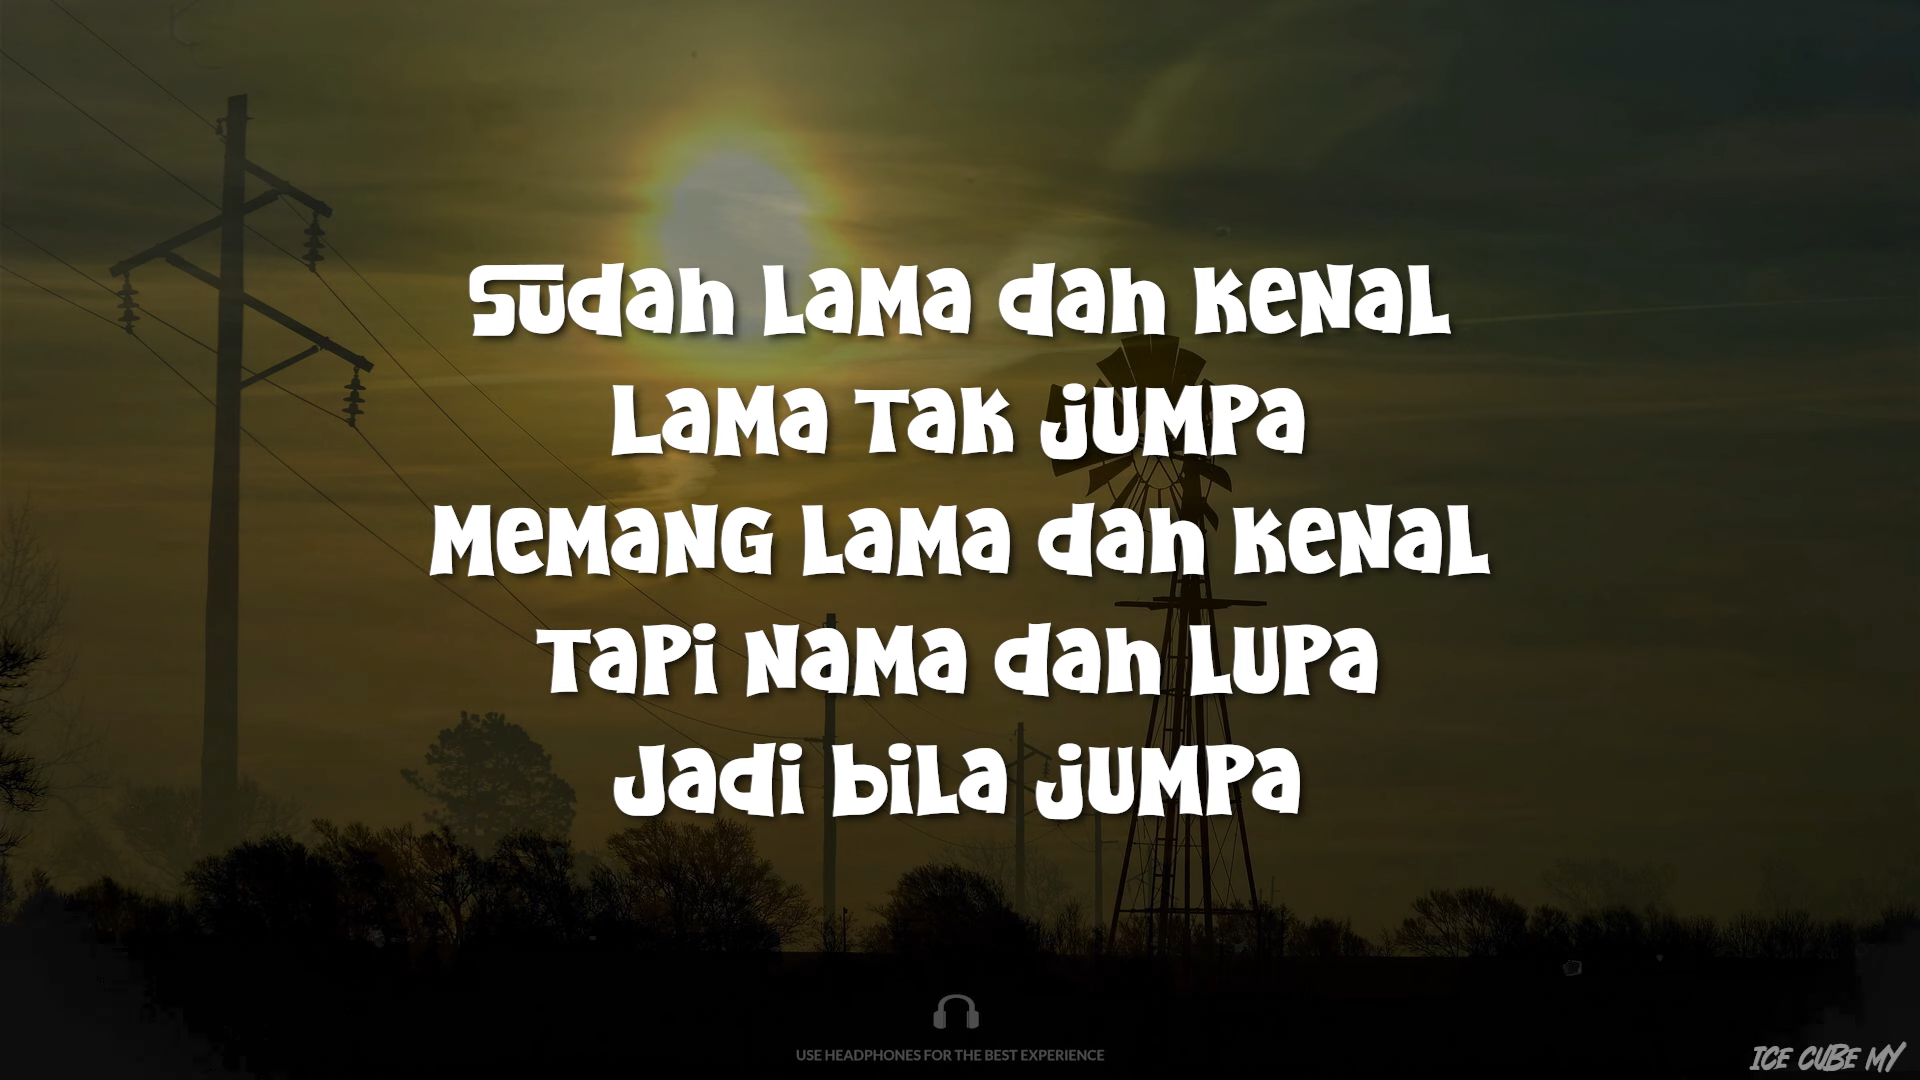 Sudah lama dah kenal
Lama tak jumpa
Memang lama dah kenal
Tapi nama dah lupa
Jadi bila jumpa
USE HEADPHONES FOR THE BEST EXPERIENCE
ICE CUBE MY